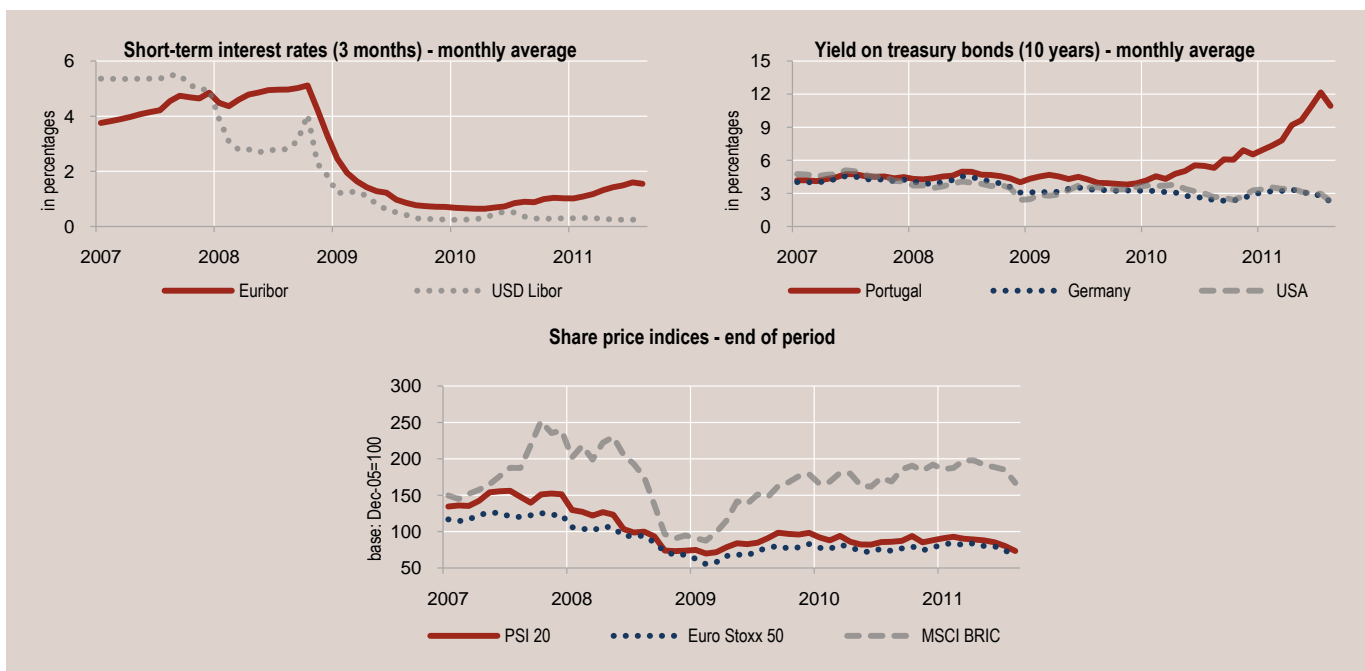 Short-term interest rates (3 months) - monthly average
6
4
2
0
in percentages
2007 2008 2009 2010 2011
Euribor USD Libor
Yield on treasury bonds (10 years) - monthly average
15
12
9
6
3
0
in percentages
2007 2008 2009 2010 2011
Portugal Germany USA
Share price indices - end of period
300
250
200
150
100
50
base: Dec-05=100
2007 2008 2009 2010 2011
PSI 20 Euro Stoxx 50 MSCI BRIC